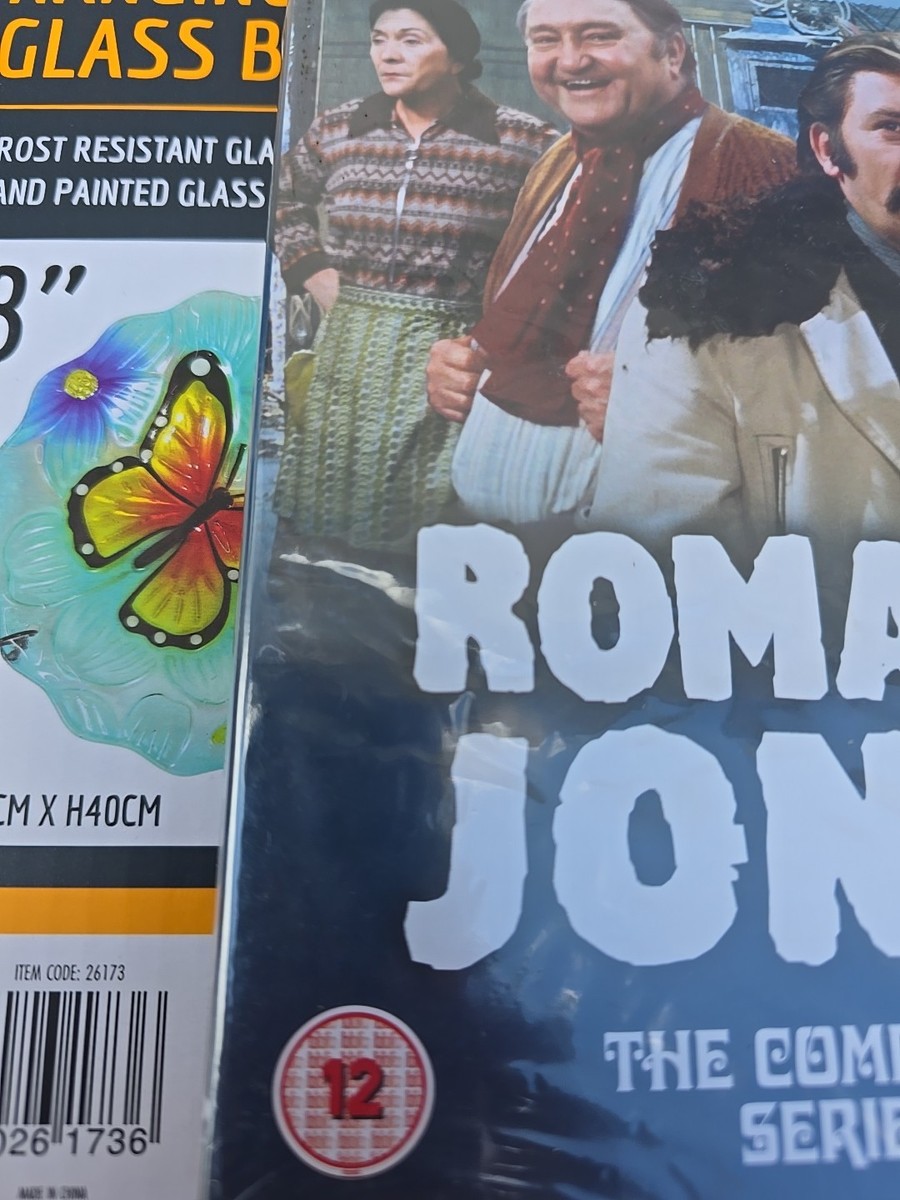 GLASS B
ROST RESISTANT GLA
AND PAINTED GLASS
8"
CM X H40CM
ITEM CODE: 26173
026 1736
MADE IN CHINA
ROMA
JON
12
THE COM
SERIE